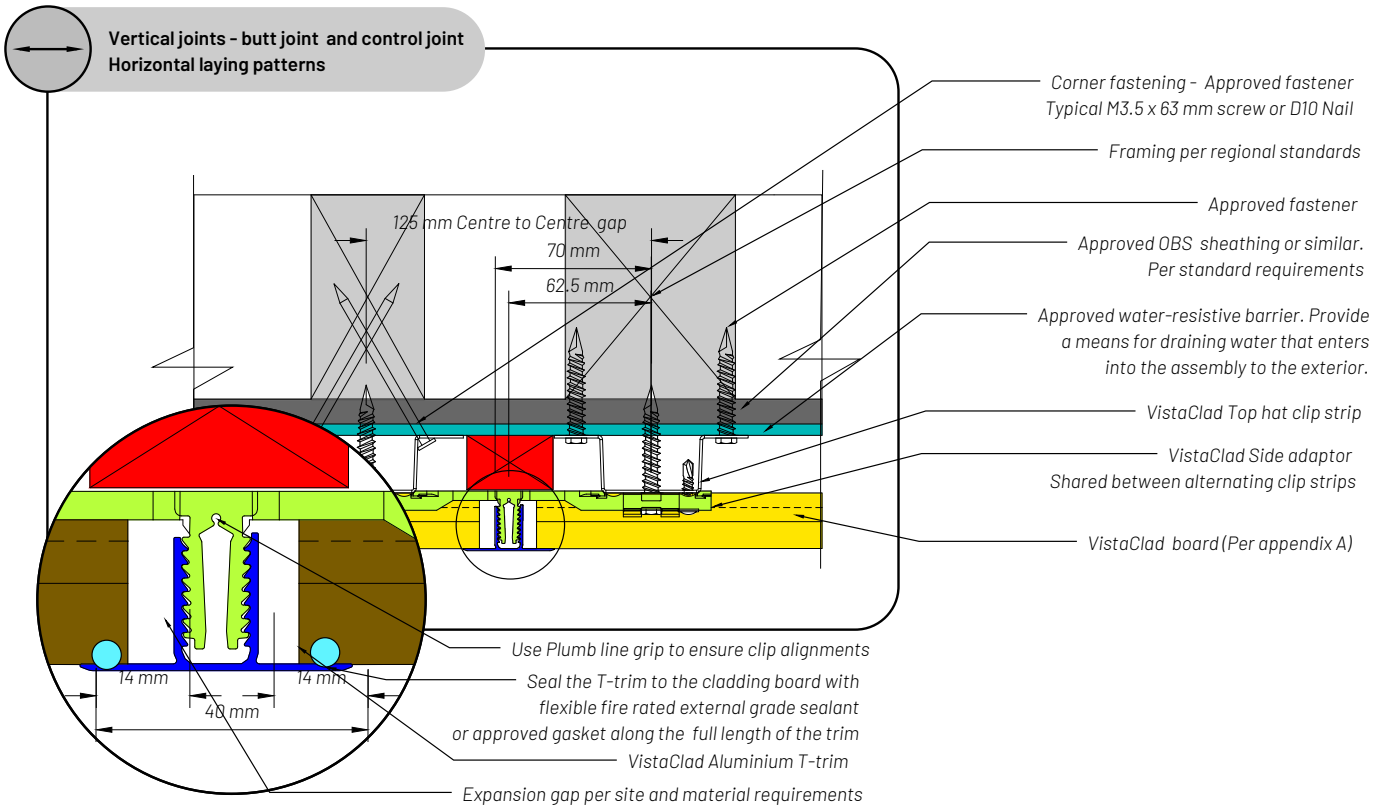 Vertical joints - butt joint and control joint
Horizontal laying patterns
Corner fastening - Approved fastener
Typical M3.5 x 63 mm screw or D10 Nail
Framing per regional standards
Approved fastener
125 mm Centre to Centre gap
70 mm
62.5 mm
Approved OBS sheathing or similar.
Per standard requirements
Approved water-resistive barrier. Provide
a means for draining water that enters
into the assembly to the exterior.
VistaClad Top hat clip strip
VistaClad Side adaptor
Shared between alternating clip strips
VistaClad board (Per appendix A)
Use Plumb line grip to ensure clip alignments
Seal the T-trim to the cladding board with
flexible fire rated external grade sealant
or approved gasket along the full length of the trim
14 mm
14 mm
40 mm
VistaClad Aluminium T-trim
Expansion gap per site and material requirements